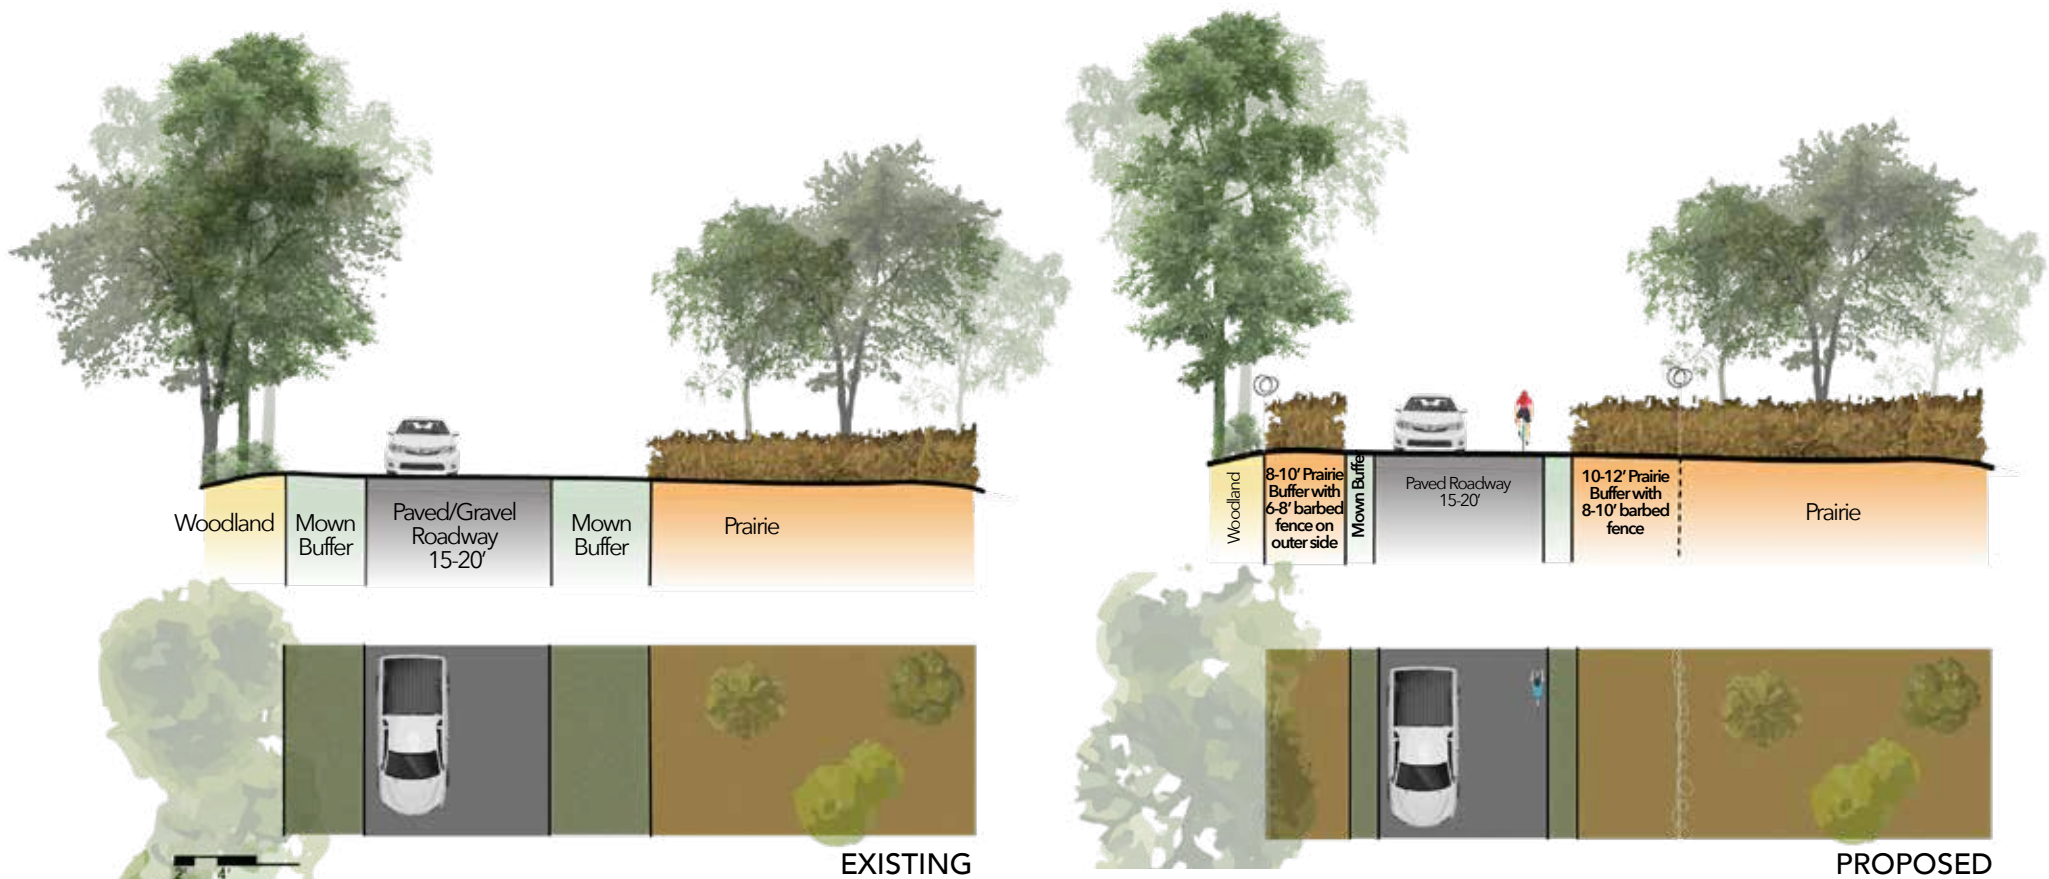 Woodland
Mown
Buffer
Paved/Gravel
Roadway
15-20'
Mown
Buffer
Prairie
2'
4'
EXISTING
Woodland
8-10' Prairie
Buffer with
6-8' barbed
fence on
outer side
Mown Buffe
Paved Roadway
15-20'
10-12' Prairie
Buffer with
8-10' barbed
fence
Prairie
PROPOSED